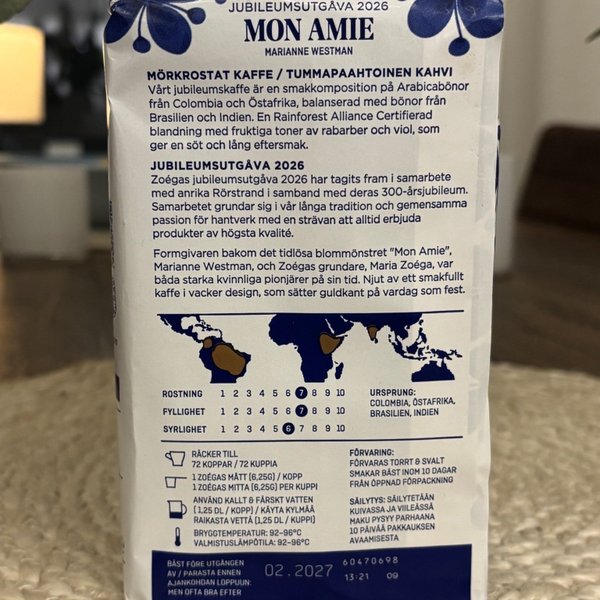 JUBILEUMSUTGÅVA 2026
MON AMIE
MARIANNE WESTMAN
MÖRKROSTAT KAFFE / TUMMAPAAHTOINEN KAHVI
Vårt jubileumskaffe är en smakkomposition på Arabicabönor
från Colombia och Östafrika, balanserad med bönor från
Brasilien och Indien. En Rainforest Alliance Certifierad
blandning med fruktiga toner av rabarber och viol, som
ger en söt och lång eftersmak.
JUBILEUMSUTGÅVA 2026
Zoégas jubileumsutgåva 2026 har tagits fram i samarbete
med anrika Rörstrand i samband med deras 300-årsjubileum.
Samarbetet grundar sig i vår långa tradition och gemensamma
passion för hantverk med en strävan att alltid erbjuda
produkter av högsta kvalité.
Formgivaren bakom det tidlösa blommönstret "Mon Amie",
Marianne Westman, och Zoégas grundare, Maria Zoéga, var
båda starka kvinnliga pionjärer på sin tid. Njut av ett smakfullt
kaffe i vacker design, som sätter guldkant på vardag som fest.
ROSTNING 1 2 3 4 5 6 7 8 9 10
FYLLIGHET 1 2 3 4 5 6 7 8 9 10
SYRLIGHET 1 2 3 4 5 6 7 8 9 10
URSPRUNG:
COLOMBIA, ÖSTAFRIKA,
BRASILIEN, INDIEN
RÄCKER TILL
72 KOPPAR / 72 KUPPIA
1 ZOÉGAS MÅTT (6,25G) / KOPP
1 ZOÉGAS MITTA (6,25G) PER KUPPI
ANVÄND KALLT & FÄRSKT VATTEN
(1,25 DL / KOPP) / KÄYTÄ KYLMÄÄ
RAIKASTA VETTÄ (1,25 DL / KUPPI)
BRYGGTEMPERATUR: 92–96°C
VALMISTUSLÄMPÖTILA: 92–96°C
FÖRVARING:
FÖRVARAS TORRT & SVALT
SMAKAR BÄST INOM 10 DAGAR
FRÅN ÖPPNAD FÖRPACKNING
SÄILYTYS: SÄILYTETÄÄN
KUIVASSA JA VIILEÄSSÄ
MAKU PYSYY PARHAANA
10 PÄIVÄÄ PAKKAUKSEN
AVAAMISESTA
BÄST FÖRE UTGÅNGEN
AV / PARASTA ENNEN
AJANKOHDAN LOPPUUN:
MEN OFTA BRA EFTER
02.2027
60470698
13:21 09